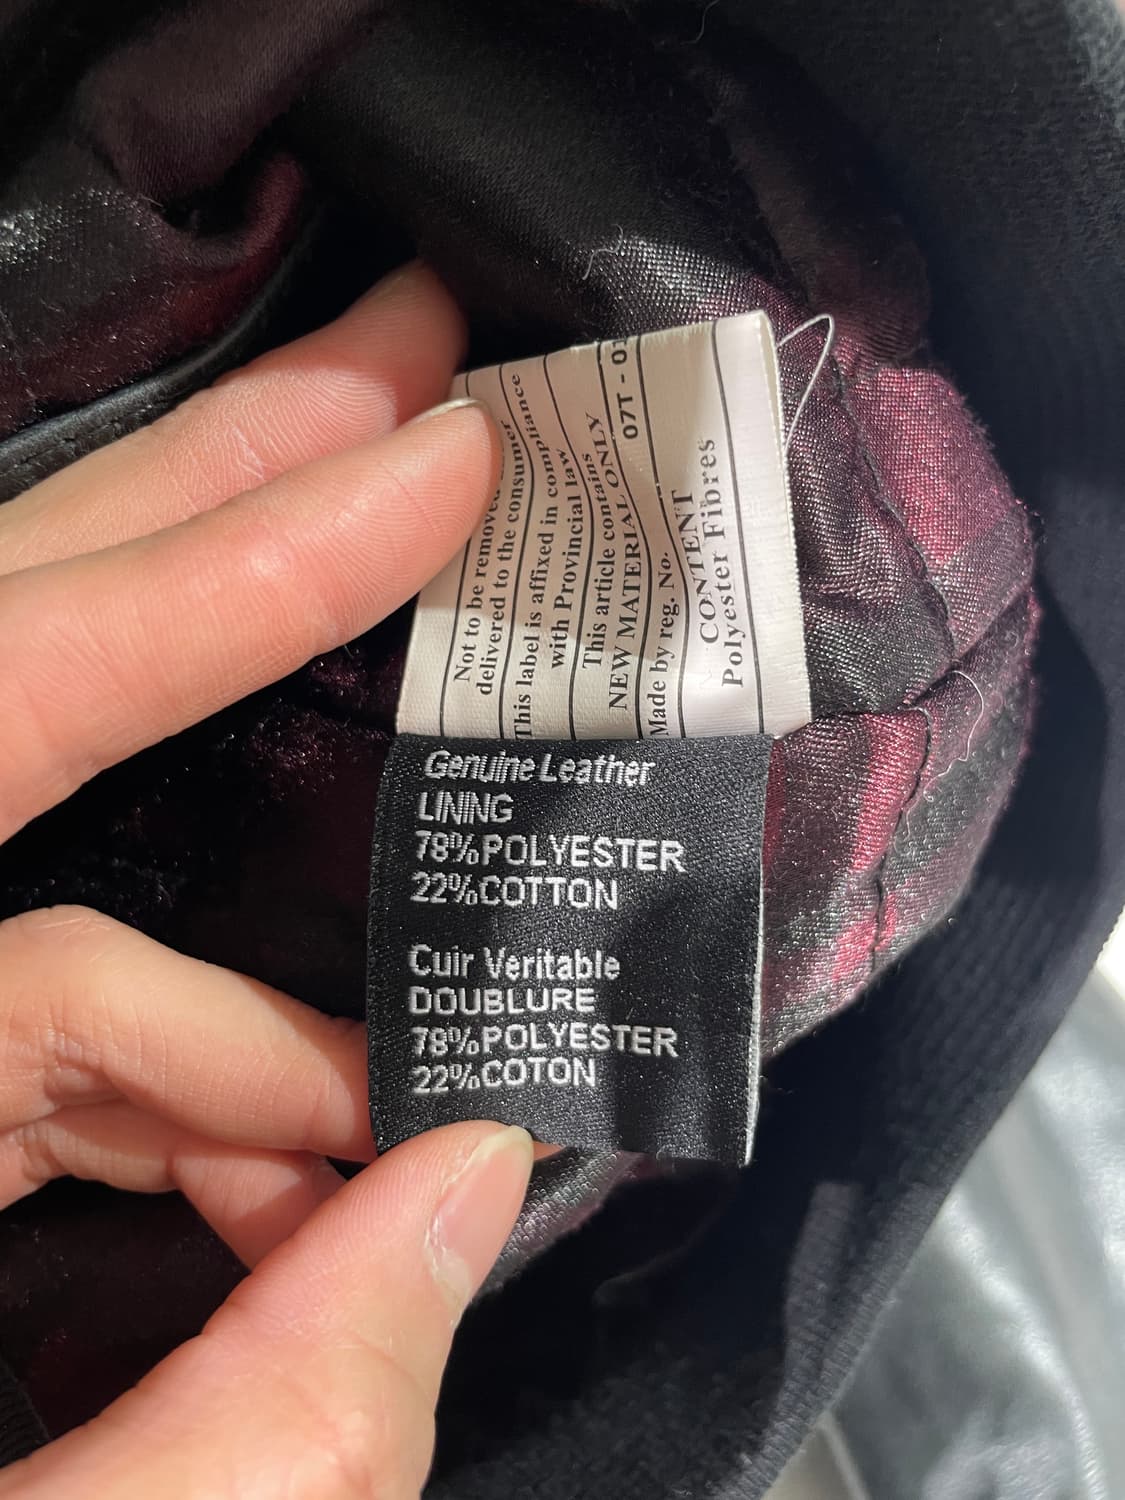 Not to be removed
delivered to the consumer
This label is affixed in compliance
with Provincial law
This article contains
NEW MATERIAL ONLY
Made by reg. No. 07T - 01
CONTENT
Polyester Fibres
Genuine Leather
LINING
78%POLYESTER
22%COTTON
Cuir Veritable
DOUBLURE
78%POLYESTER
22%COTON